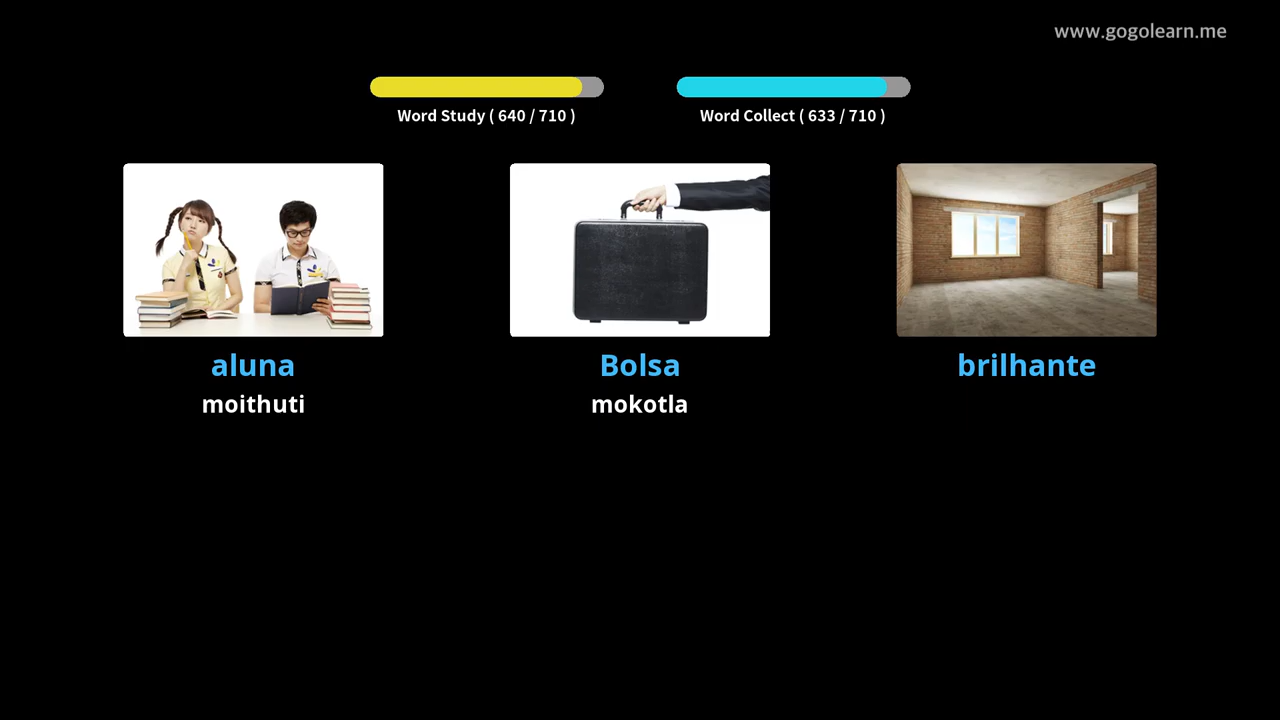 www.gogolearn.me
Word Study ( 640 / 710 )
Word Collect ( 633 / 710 )
aluna
Bolsa
brilhante
moithuti
mokotla